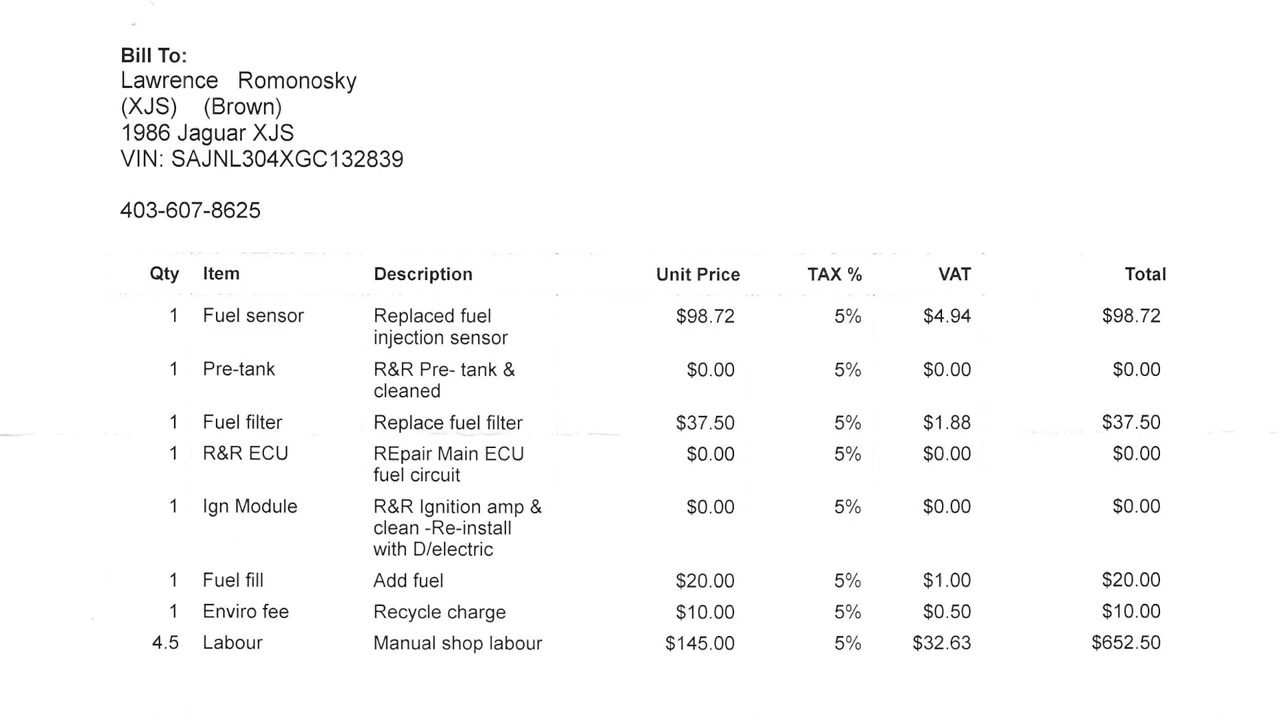 Bill To:
Lawrence Romonosky
(XJS) (Brown)
1986 Jaguar XJS
VIN: SAJNL304XGC132839
403-607-8625
Qty Item Description Unit Price TAX % VAT Total
1 Fuel sensor Replaced fuel $98.72 5% $4.94 $98.72
injection sensor
1 Pre-tank R&R Pre- tank & $0.00 5% $0.00 $0.00
cleaned
1 Fuel filter Replace fuel filter $37.50 5% $1.88 $37.50
1 R&R ECU REpair Main ECU $0.00 5% $0.00 $0.00
fuel circuit
1 Ign Module R&R Ignition amp & $0.00 5% $0.00 $0.00
clean -Re-install
with D/electric
1 Fuel fill Add fuel $20.00 5% $1.00 $20.00
1 Enviro fee Recycle charge $10.00 5% $0.50 $10.00
4.5 Labour Manual shop labour $145.00 5% $32.63 $652.50